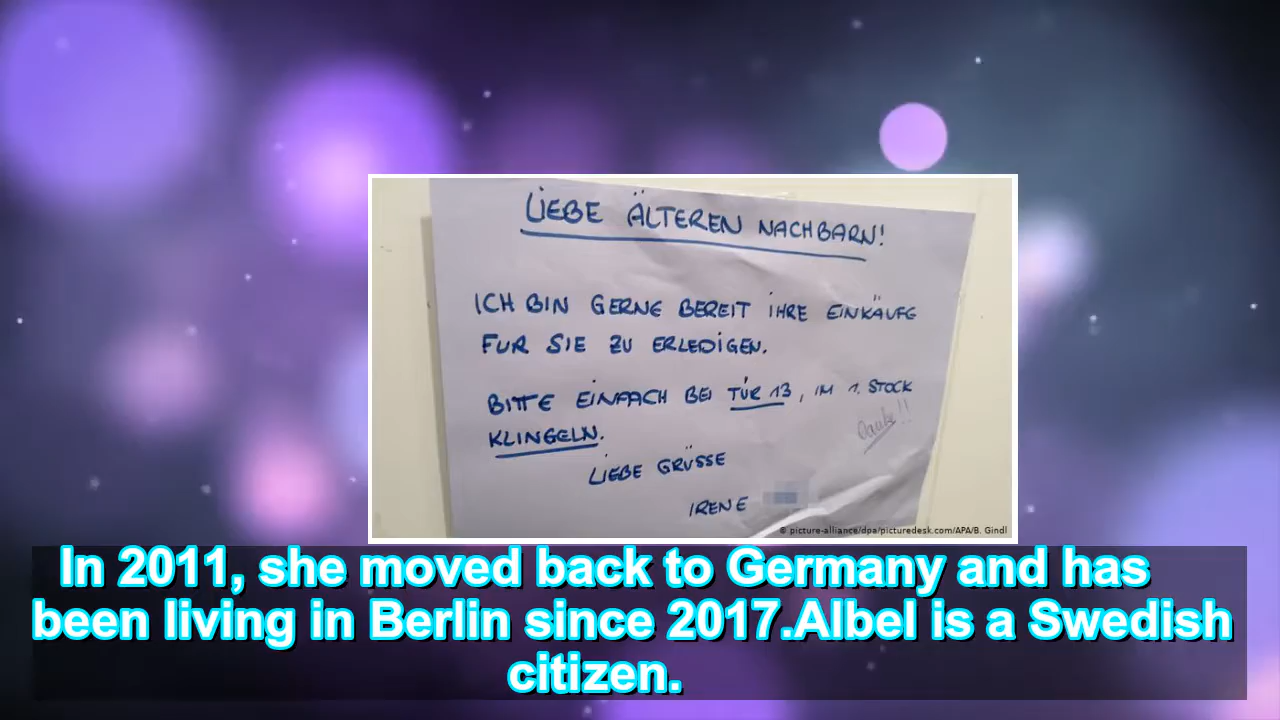 LIEBE ÄLTEREN NACHBARN!
ICH BIN GERNE BEREIT IHRE EINKÄUFE
FÜR SIE ZU ERLEDIGEN.
BITTE EINFACH BEI TÜR 13, IM 1. STOCK
KLINGELN.
Danke!!
LIEBE GRÜSSE
IRENE
© picture-alliance/dpa/picturedesk.com/APA/B. Gindl
In 2011, she moved back to Germany and has
been living in Berlin since 2017.Albel is a Swedish
citizen.